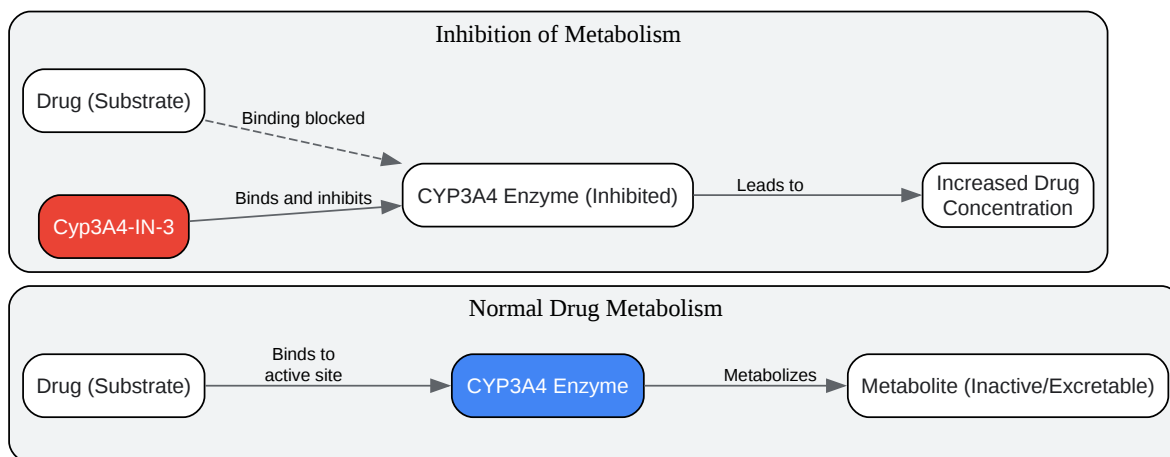 Inhibition of Metabolism
Drug (Substrate)
Binding blocked
Cyp3A4-IN-3
Binds and inhibits
CYP3A4 Enzyme (Inhibited)
Leads to
Increased Drug
Concentration
Normal Drug Metabolism
Drug (Substrate)
Binds to
active site
CYP3A4 Enzyme
Metabolizes
Metabolite (Inactive/Excretable)